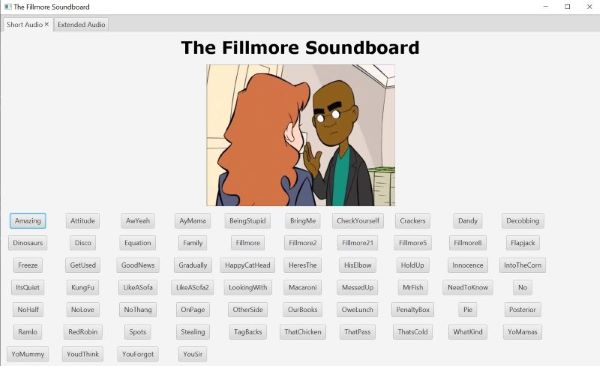 The Fillmore Soundboard
Short Audio Extended Audio
The Fillmore Soundboard
Amazing Attitude AwYeah AyMama BeingStupid BringMe CheckYourself Crackers Dandy Decobbing
Dinosaurs Disco Equation Family Fillmore Fillmore2 Fillmore21 Fillmore5 Fillmore8 Flapjack
Freeze GetUsed GoodNews Gradually HappyCatHead HeresThe HisElbow HoldUp Innocence IntoTheCorn
ItsQuiet KungFu LikeASofa LikeASofa2 LookingWith Macaroni MessedUp MrFish NeedToKnow No
NoHalf NoLove NoThang OnPage OtherSide OurBooks OweLunch PenaltyBox Pie Posterior
Ramlo RedRobin Spots Stealing TagBacks ThatChicken ThatPass ThatsCold WhatKind YoMamas
YoMummy YoudThink YouForgot YouSir